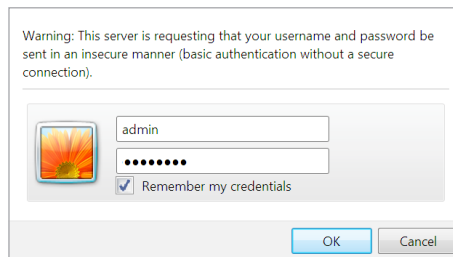 Warning: This server is requesting that your username and password be
sent in an insecure manner (basic authentication without a secure
connection).
admin
●●●●●●●●
Remember my credentials
OK
Cancel